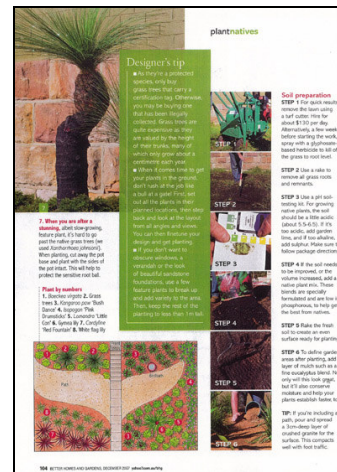 plantnatives
Designer's tip
■ As they're a protected
species, only buy
grass trees that carry a
certification tag. Otherwise,
you may be buying one
that has been illegally
collected. Grass trees are
quite expensive as they
are valued by the height
of their trunks, many of
which only grow about a
centimetre each year.
■ When it comes time to get
your plants in the ground,
don't rush at the job like
a bull at a gate! First, set
out all the plants in their
planned locations, then step
back and look at the layout
from all angles and views.
You can then finetune your
design and get planting.
■ If you don't want to
obscure windows, a
verandah or the look
of beautiful sandstone
foundations, use a few
feature plants to break up
and add variety to the area.
Then, keep the rest of the
planting to less than 1m tall.
7. When you are after a
stunning, albeit slow-growing,
feature plant, it's hard to go
past the native grass trees (we
used Xanthorrhoea johnsonii).
When planting, cut away the pot
base and plant with the sides of
the pot intact. This will help to
protect the sensitive root ball.
Plant by numbers
1. Baeckea virgata 2. Grass
trees 3. Kangaroo paw 'Bush
Dance' 4. Isopogon 'Pink
Drumsticks' 5. Lomandra 'Little
Con' 6. Gymea lily 7. Cordyline
'Red Fountain' 8. White flag lily
Path
Birdbath
STEP 1
STEP 2
STEP 3
STEP 4
STEP 5
STEP 6
Soil preparation
STEP 1 For quick results,
remove the lawn using
a turf cutter. Hire for
about $130 per day.
Alternatively, a few weeks
before starting the work,
spray with a glyphosate-
based herbicide to kill off
the grass to root level.
STEP 2 Use a rake to
remove all grass roots
and remnants.
STEP 3 Use a pH soil-
testing kit. For growing
native plants, the soil
should be a little acidic
(about 5.5-6.5). If it's
too acidic, add garden
lime, and if too alkaline,
add sulphur. Make sure
follow package directions.
STEP 4 If the soil needs
to be improved, or the
volume increased, add a
native plant mix. These
blends are specially
formulated and are low in
phosphorous, to help get
the best from natives.
STEP 5 Rake the fresh
soil to create an even
surface ready for planting.
STEP 6 To define garden
areas after planting, add
layer of mulch such as a
fine eucalyptus blend. Not
only will this look great,
but it'll also conserve
moisture and help your
plants establish faster.
TIP: If you're including a
path, pour and spread
a 3cm-deep layer of
crushed granite for the
surface. This compacts
well with foot traffic.
164 BETTER HOMES AND GARDENS, DECEMBER 2007